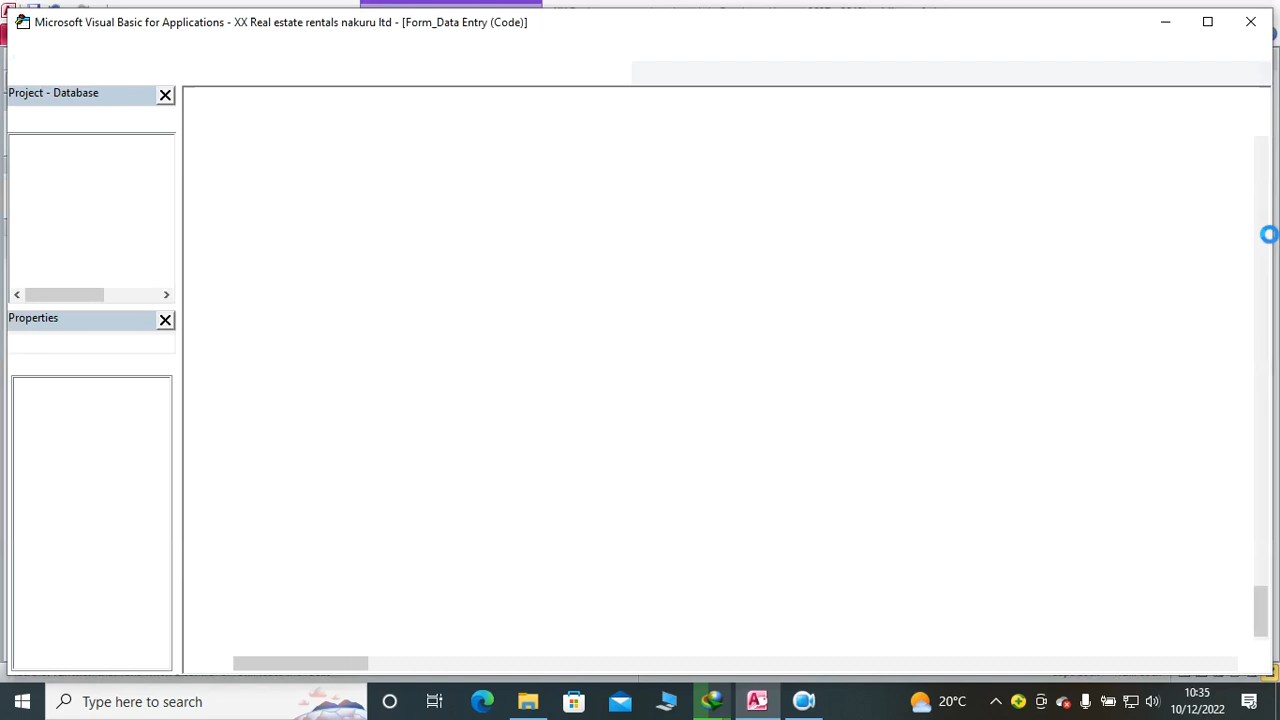 Microsoft Visual Basic for Applications - XX Real estate rentals nakuru ltd - [Form_Data Entry (Code)]
Project - Database
Properties
Type here to search
20°C
10:35
10/12/2022